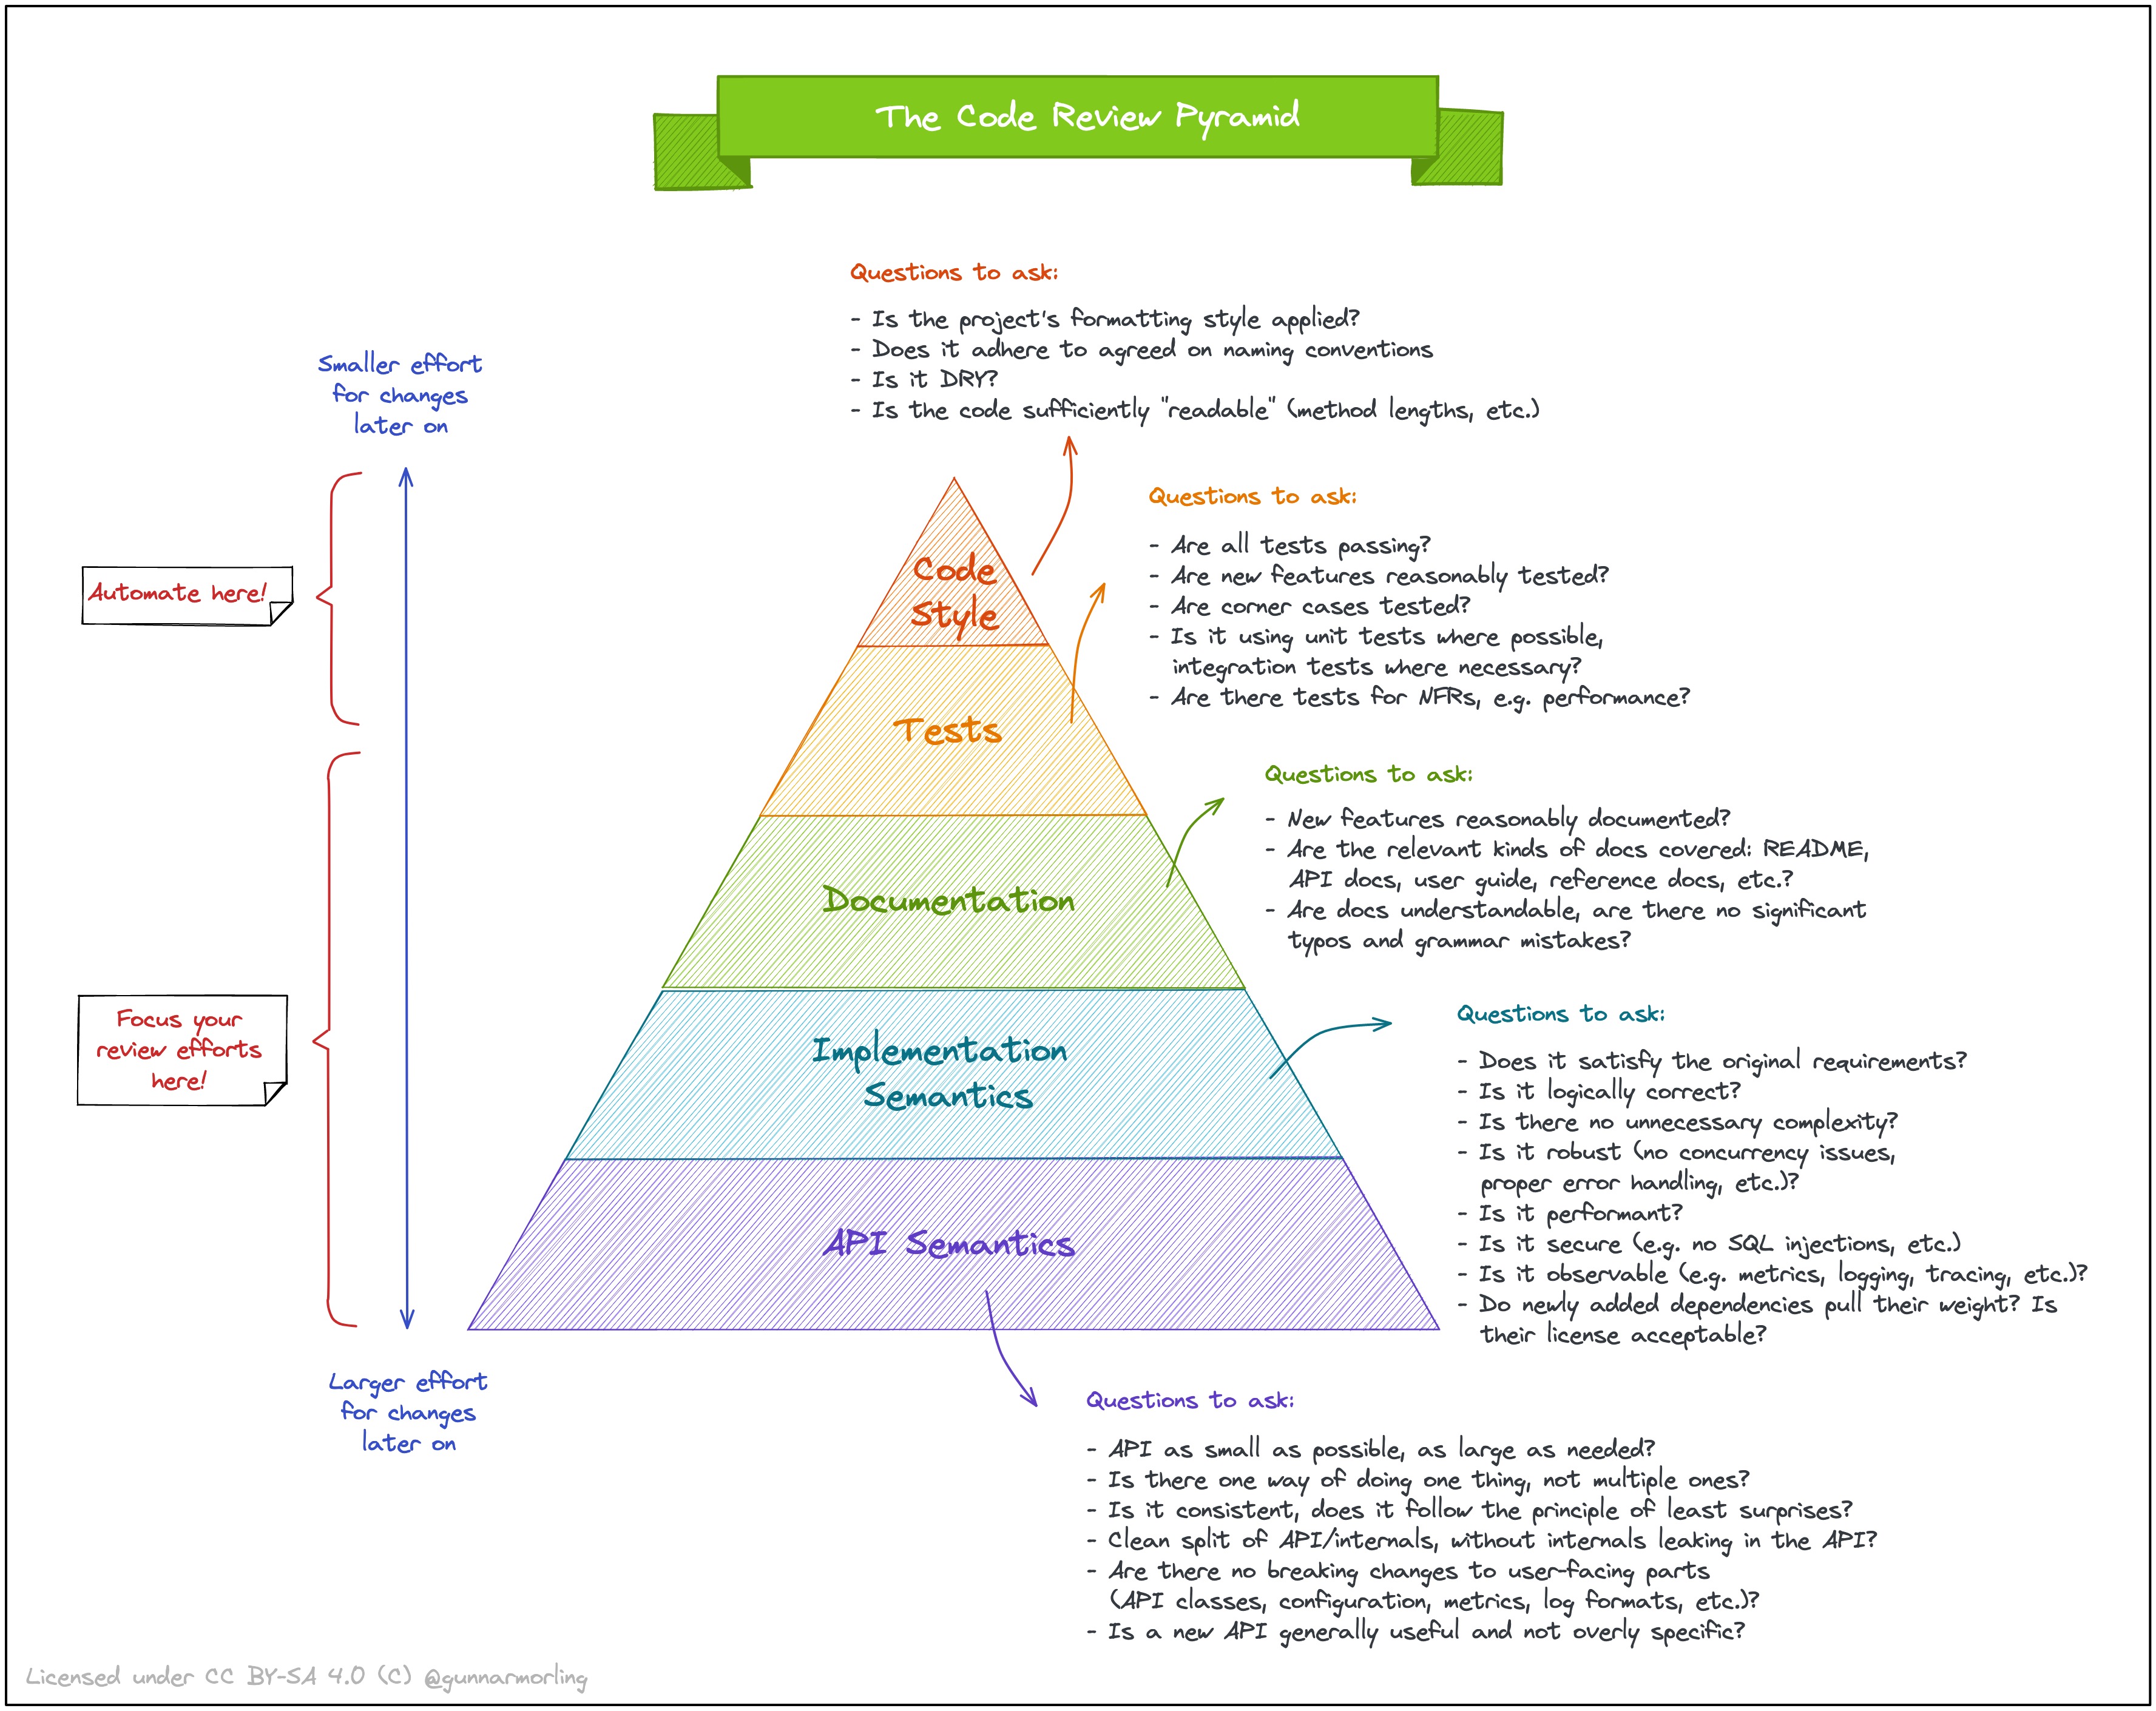 The Code Review Pyramid
Questions to ask:
- Is the project's formatting style applied?
- Does it adhere to agreed on naming conventions
- Is it DRY?
- Is the code sufficiently "readable" (method lengths, etc.)
Smaller effort
for changes
later on
Automate here!
Code
Style
Questions to ask:
- Are all tests passing?
- Are new features reasonably tested?
- Are corner cases tested?
- Is it using unit tests where possible,
integration tests where necessary?
- Are there tests for NFRs, e.g. performance?
Tests
Questions to ask:
- New features reasonably documented?
- Are the relevant kinds of docs covered: README,
API docs, user guide, reference docs, etc.?
- Are docs understandable, are there no significant
typos and grammar mistakes?
Documentation
Focus your
review efforts
here!
Implementation
Semantics
Questions to ask:
- Does it satisfy the original requirements?
- Is it logically correct?
- Is there no unnecessary complexity?
- Is it robust (no concurrency issues,
proper error handling, etc.)?
- Is it performant?
- Is it secure (e.g. no SQL injections, etc.)
- Is it observable (e.g. metrics, logging, tracing, etc.)?
- Do newly added dependencies pull their weight? Is
their license acceptable?
API Semantics
Larger effort
for changes
later on
Questions to ask:
- API as small as possible, as large as needed?
- Is there one way of doing one thing, not multiple ones?
- Is it consistent, does it follow the principle of least surprises?
- Clean split of API/internals, without internals leaking in the API?
- Are there no breaking changes to user-facing parts
(API classes, configuration, metrics, log formats, etc.)?
- Is a new API generally useful and not overly specific?
Licensed under CC BY-SA 4.0 (C) @gunnarmorling